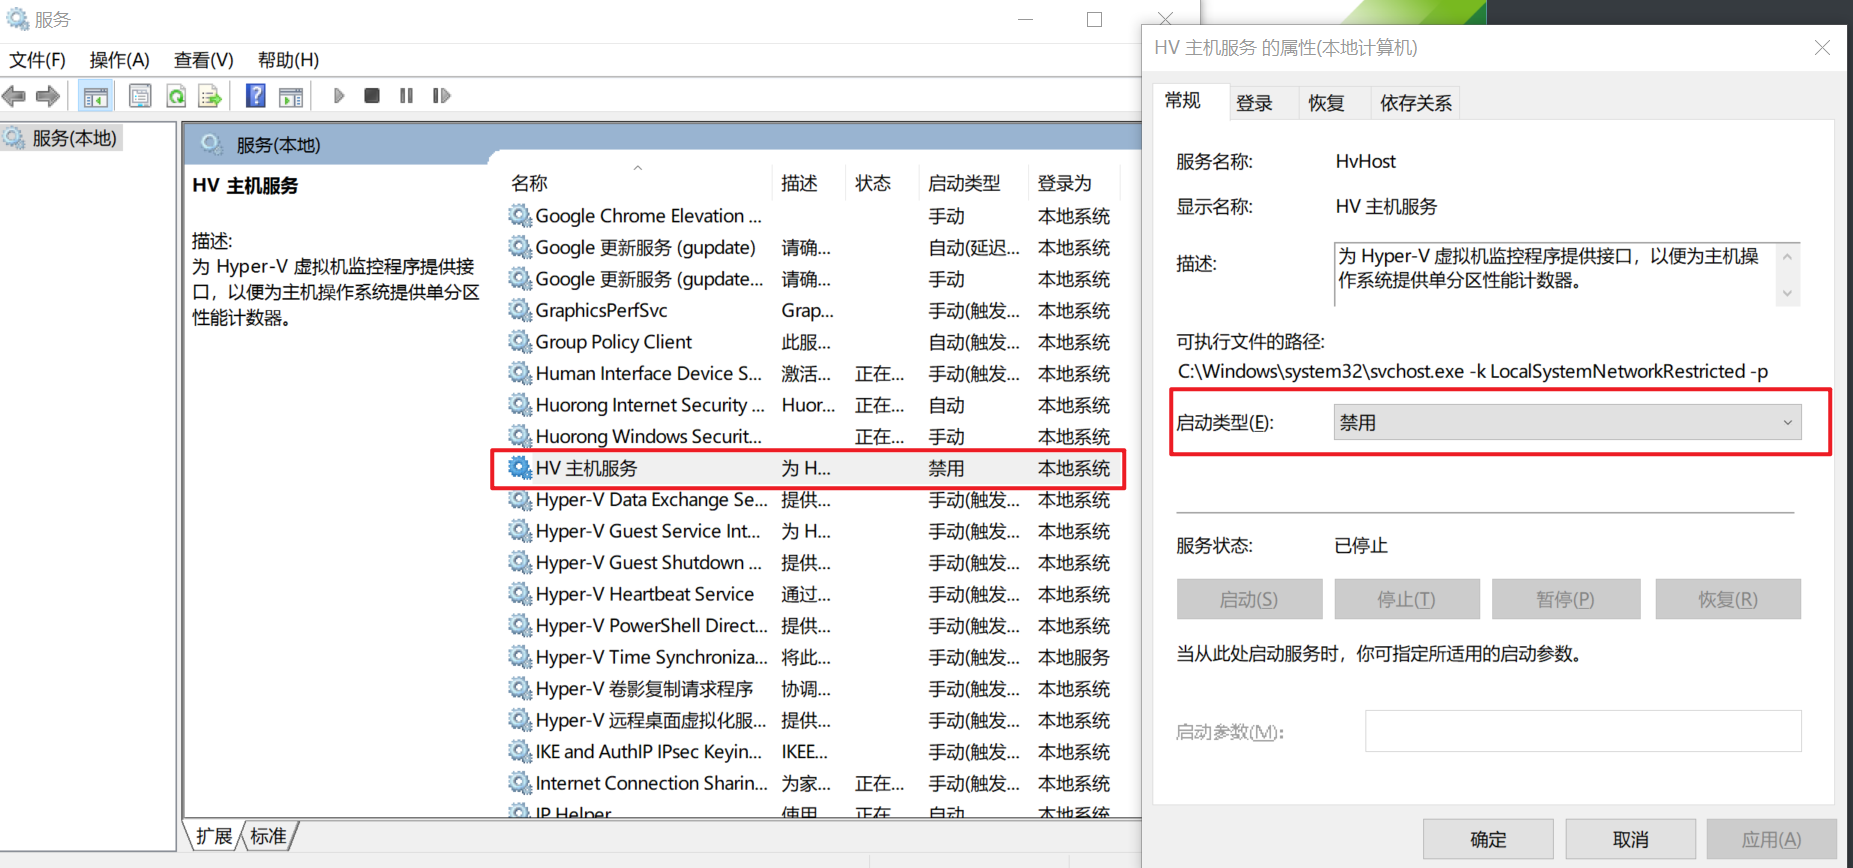 服务
文件(F) 操作(A) 查看(V) 帮助(H)
服务(本地)
服务(本地)
HV 主机服务
描述:
为 Hyper-V 虚拟机监控程序提供接
口，以便为主机操作系统提供单分区
性能计数器。
名称 描述 状态 启动类型 登录为
Google Chrome Elevation ... 手动 本地系统
Google 更新服务 (gupdate) 请确... 自动(延迟... 本地系统
Google 更新服务 (gupdate... 请确... 手动 本地系统
GraphicsPerfSvc Grap... 手动(触发... 本地系统
Group Policy Client 此服... 自动(触发... 本地系统
Human Interface Device S... 激活... 正在... 手动(触发... 本地系统
Huorong Internet Security ... Huor... 正在... 自动 本地系统
Huorong Windows Securit... 正在... 手动 本地系统
HV 主机服务 为 H... 禁用 本地系统
Hyper-V Data Exchange Se... 提供... 手动(触发... 本地系统
Hyper-V Guest Service Int... 为 H... 手动(触发... 本地系统
Hyper-V Guest Shutdown ... 提供... 手动(触发... 本地系统
Hyper-V Heartbeat Service 通过... 手动(触发... 本地系统
Hyper-V PowerShell Direct... 提供... 手动(触发... 本地系统
Hyper-V Time Synchroniza... 将此... 手动(触发... 本地服务
Hyper-V 卷影复制请求程序 协调... 手动(触发... 本地系统
Hyper-V 远程桌面虚拟化服... 提供... 手动(触发... 本地系统
IKE and AuthIP IPsec Keyin... IKEE... 手动(触发... 本地系统
Internet Connection Sharin... 为家... 正在... 手动(触发... 本地系统
IP Helper 使用... 正在... 自动 本地系统
扩展 标准
HV 主机服务 的属性(本地计算机)
常规 登录 恢复 依存关系
服务名称: HvHost
显示名称: HV 主机服务
描述: 为 Hyper-V 虚拟机监控程序提供接口，以便为主机操
作系统提供单分区性能计数器。
可执行文件的路径:
C:\Windows\system32\svchost.exe -k LocalSystemNetworkRestricted -p
启动类型(E): 禁用
服务状态: 已停止
启动(S) 停止(T) 暂停(P) 恢复(R)
当从此处启动服务时，你可指定所适用的启动参数。
启动参数(M):
确定 取消 应用(A)